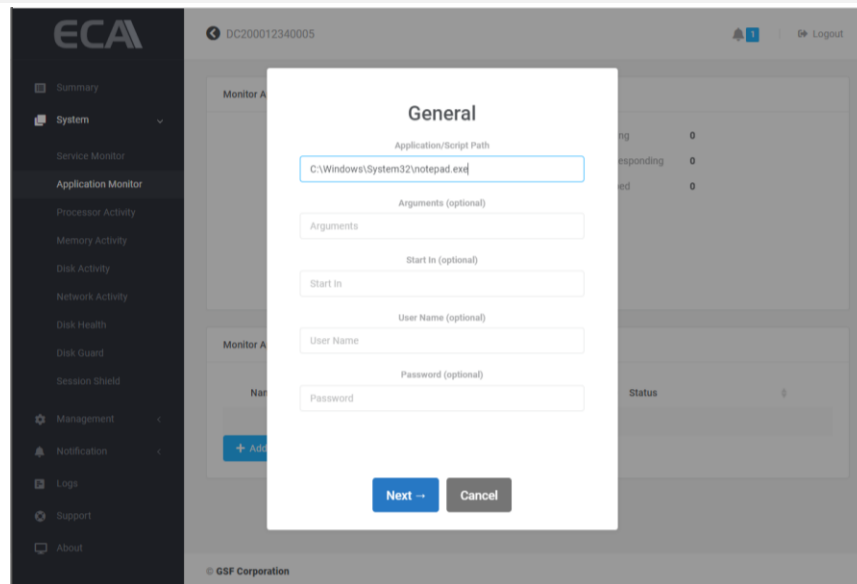 ECA
DC200012340005
1
Logout
Summary
System
Service Monitor
Application Monitor
Processor Activity
Memory Activity
Disk Activity
Network Activity
Disk Health
Disk Guard
Session Shield
Management
Notification
Logs
Support
About
Monitor A
ng 0
esponding 0
ed 0
General
Application/Script Path
C:\Windows\System32\notepad.exe
Arguments (optional)
Arguments
Start In (optional)
Start In
User Name (optional)
User Name
Password (optional)
Password
Next →
Cancel
Monitor A
Nar
Status
+ Add
© GSF Corporation